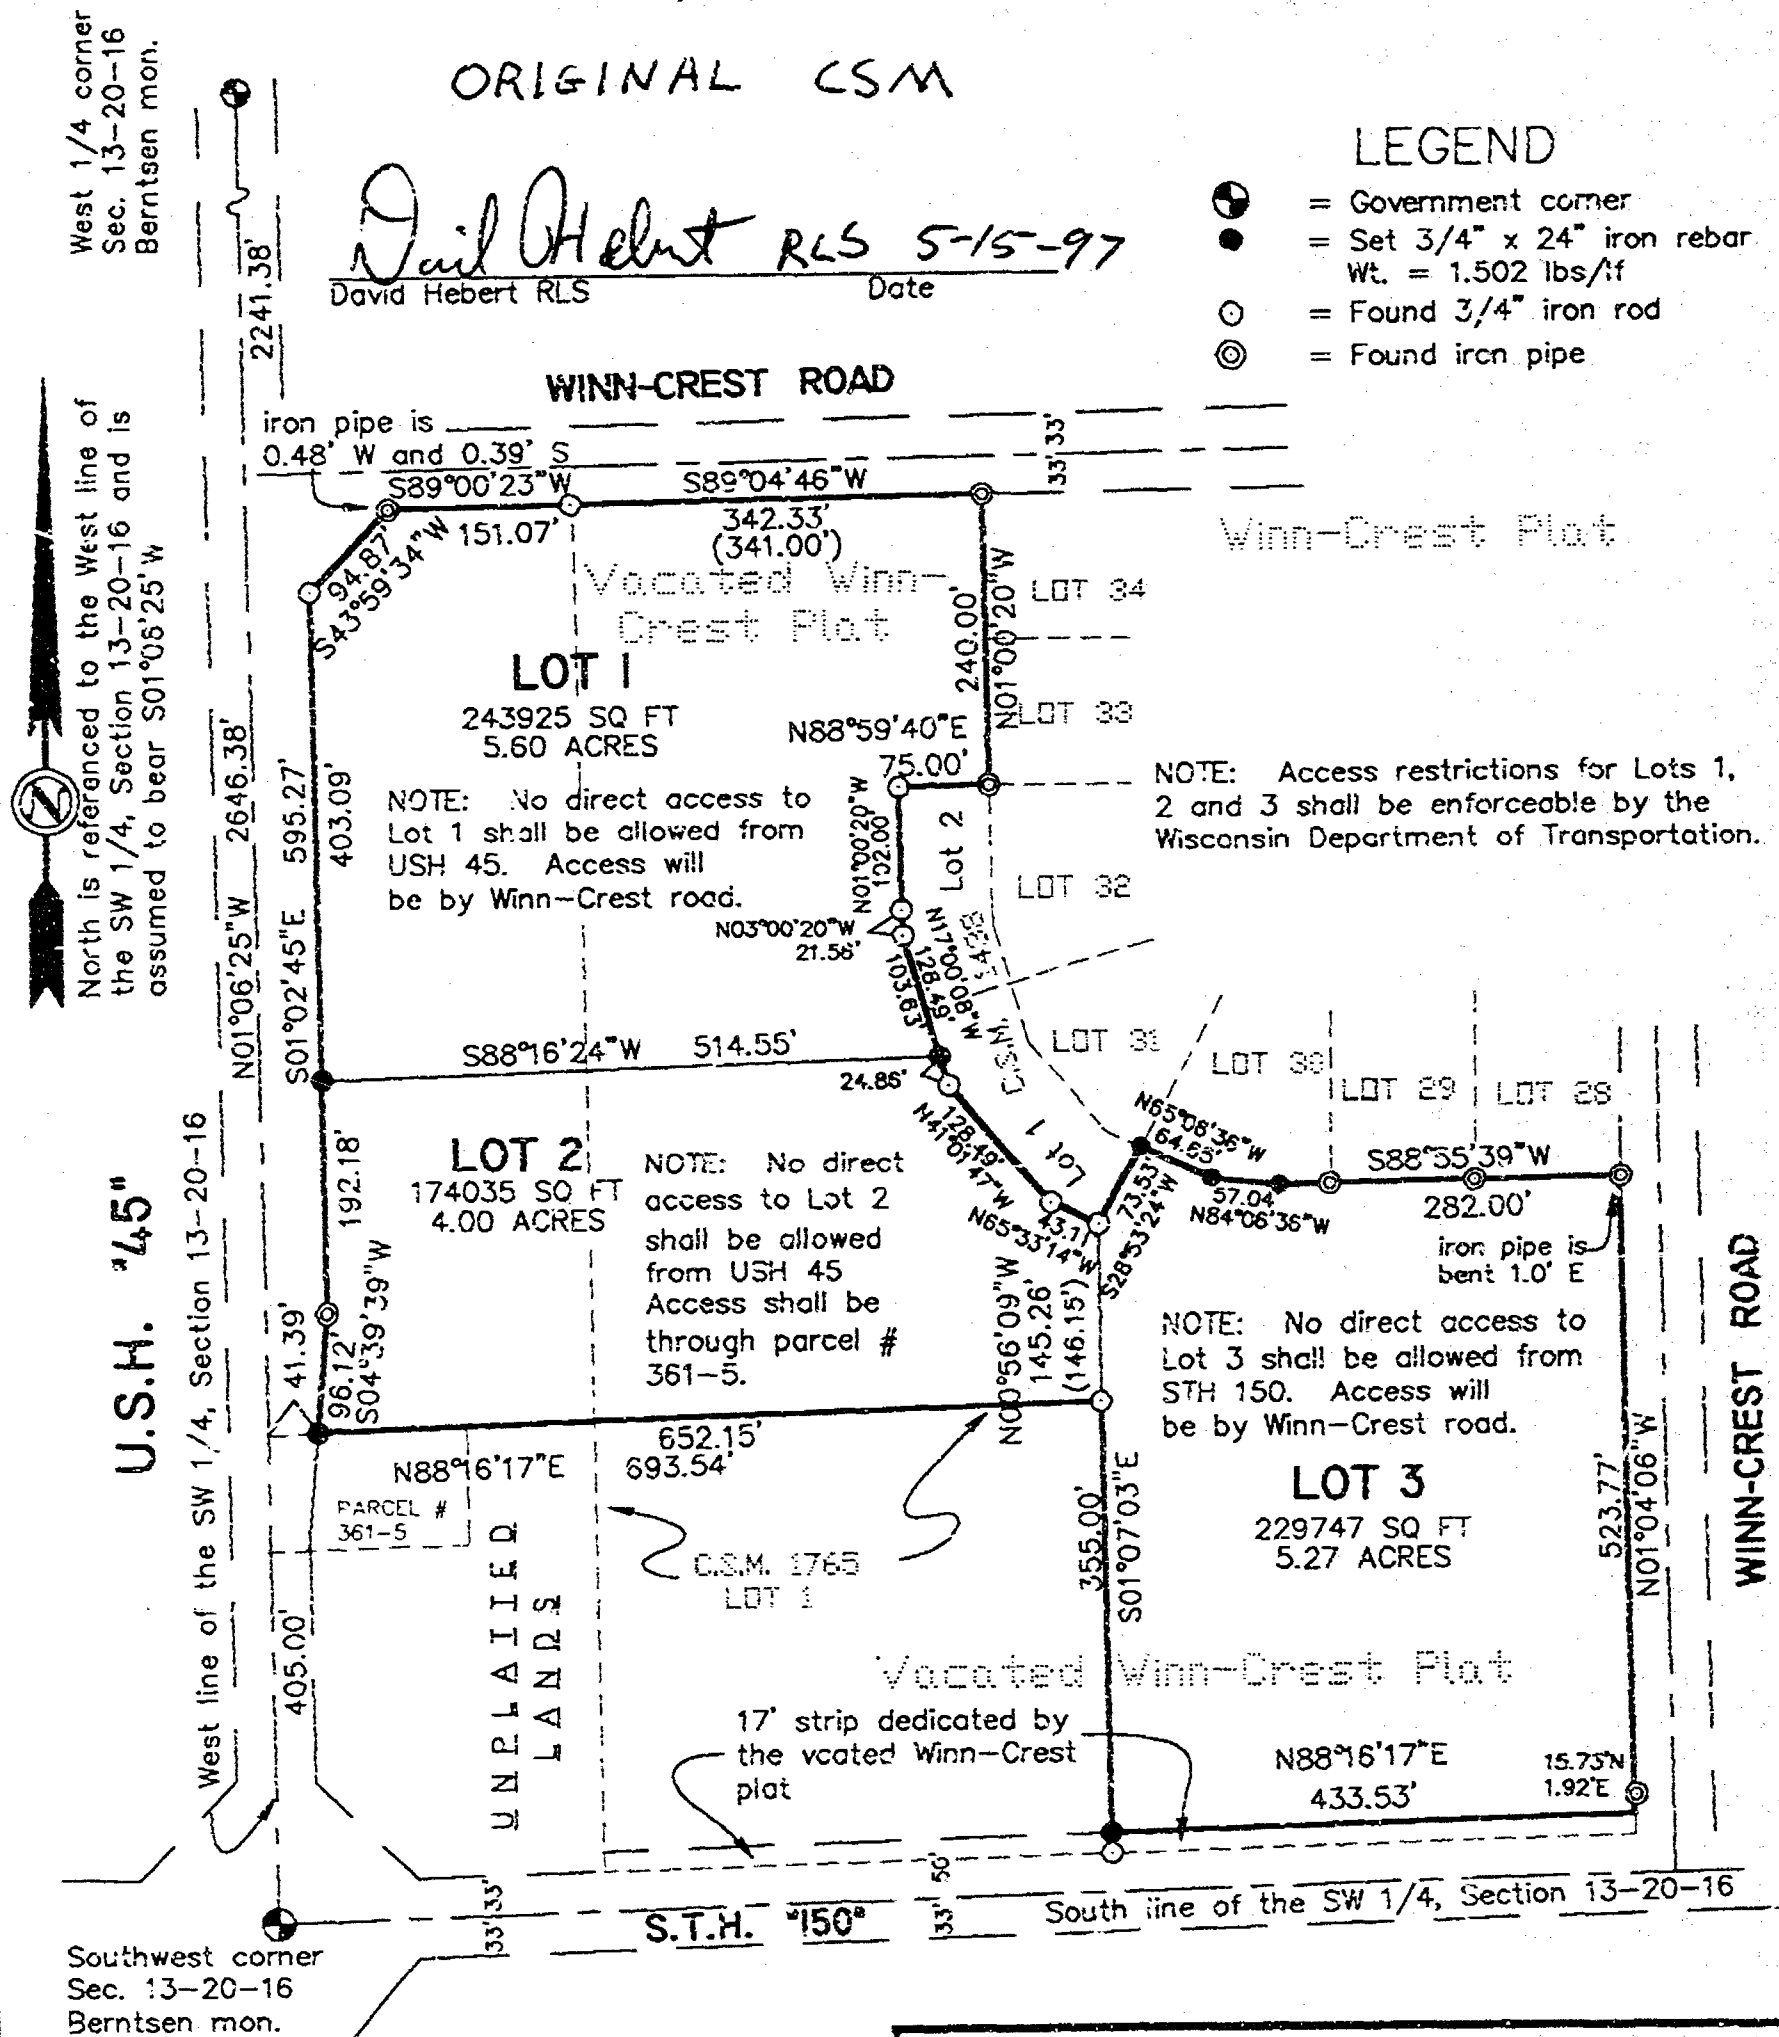 ORIGINAL CSM
West 1/4 corner
Sec. 13-20-16
Berntsen mon.
David Hebert RLS 5-15-97
David Hebert RLS Date
LEGEND
= Government corner
= Set 3/4" x 24" iron rebar
Wt. = 1.502 lbs/lf
= Found 3/4" iron rod
= Found iron pipe
2241.38'
WINN-CREST ROAD
iron pipe is
0.48' W and 0.39' S
33' 33'
S89°00'23"W
151.07'
S89°04'46"W
342.33'
(341.00')
94.87'
S43°59'34"W
North is referenced to the West line of
the SW 1/4, Section 13-20-16 and is
assumed to bear S01°06'25"W
N
Winn-Crest Plat
Vacated Winn-
Crest Plat
240.00'
N01°00'20"W
LOT 34
LOT 33
LOT 32
LOT 1
243925 SQ FT
5.60 ACRES
N88°59'40"E
75.00'
NOTE: No direct access to
Lot 1 shall be allowed from
USH 45. Access will
be by Winn-Crest road.
NOTE: Access restrictions for Lots 1,
2 and 3 shall be enforceable by the
Wisconsin Department of Transportation.
N01°06'25"W 2646.38'
S01°02'45"E 595.27'
403.09'
N01°00'20"W
102.00'
Lot 2
N03°00'20"W
21.56'
N17°00'08"W
128.49'
103.63'
C.S.M.
S88°16'24"W 514.55'
24.86'
LOT 31
LOT 30
LOT 29
LOT 28
128.49'
N41°01'47"W
Lot 1
N65°08'36"W
64.65'
57.04'
N84°06'36"W
S88°55'39"W
282.00'
iron pipe is
bent 1.0' E
73.53'
S28°53'24"W
43.17'
N65°33'14"W
LOT 2
174035 SQ FT
4.00 ACRES
NOTE: No direct
access to Lot 2
shall be allowed
from USH 45
Access shall be
through parcel #
361-5.
192.18'
41.39'
96.12'
S04°39'39"W
U.S.H. "45"
West line of the SW 1/4, Section 13-20-16
N00°56'09"W
145.26'
(146.15')
NOTE: No direct access to
Lot 3 shall be allowed from
STH 150. Access will
be by Winn-Crest road.
LOT 3
229747 SQ FT
5.27 ACRES
523.77'
N01°04'06"W
WINN-CREST ROAD
652.15'
N88°16'17"E 693.54'
PARCEL #
361-5
C.S.M. 1765
LOT 1
355.00'
S01°07'03"E
405.00'
UNPLATTED
LANDS
Vacated Winn-Crest Plat
17' strip dedicated by
the vcated Winn-Crest
plat
N88°16'17"E
433.53'
15.73'N
1.92'E
33' 33'
33' 50'
S.T.H. "150"
South line of the SW 1/4, Section 13-20-16
Southwest corner
Sec. 13-20-16
Berntsen mon.